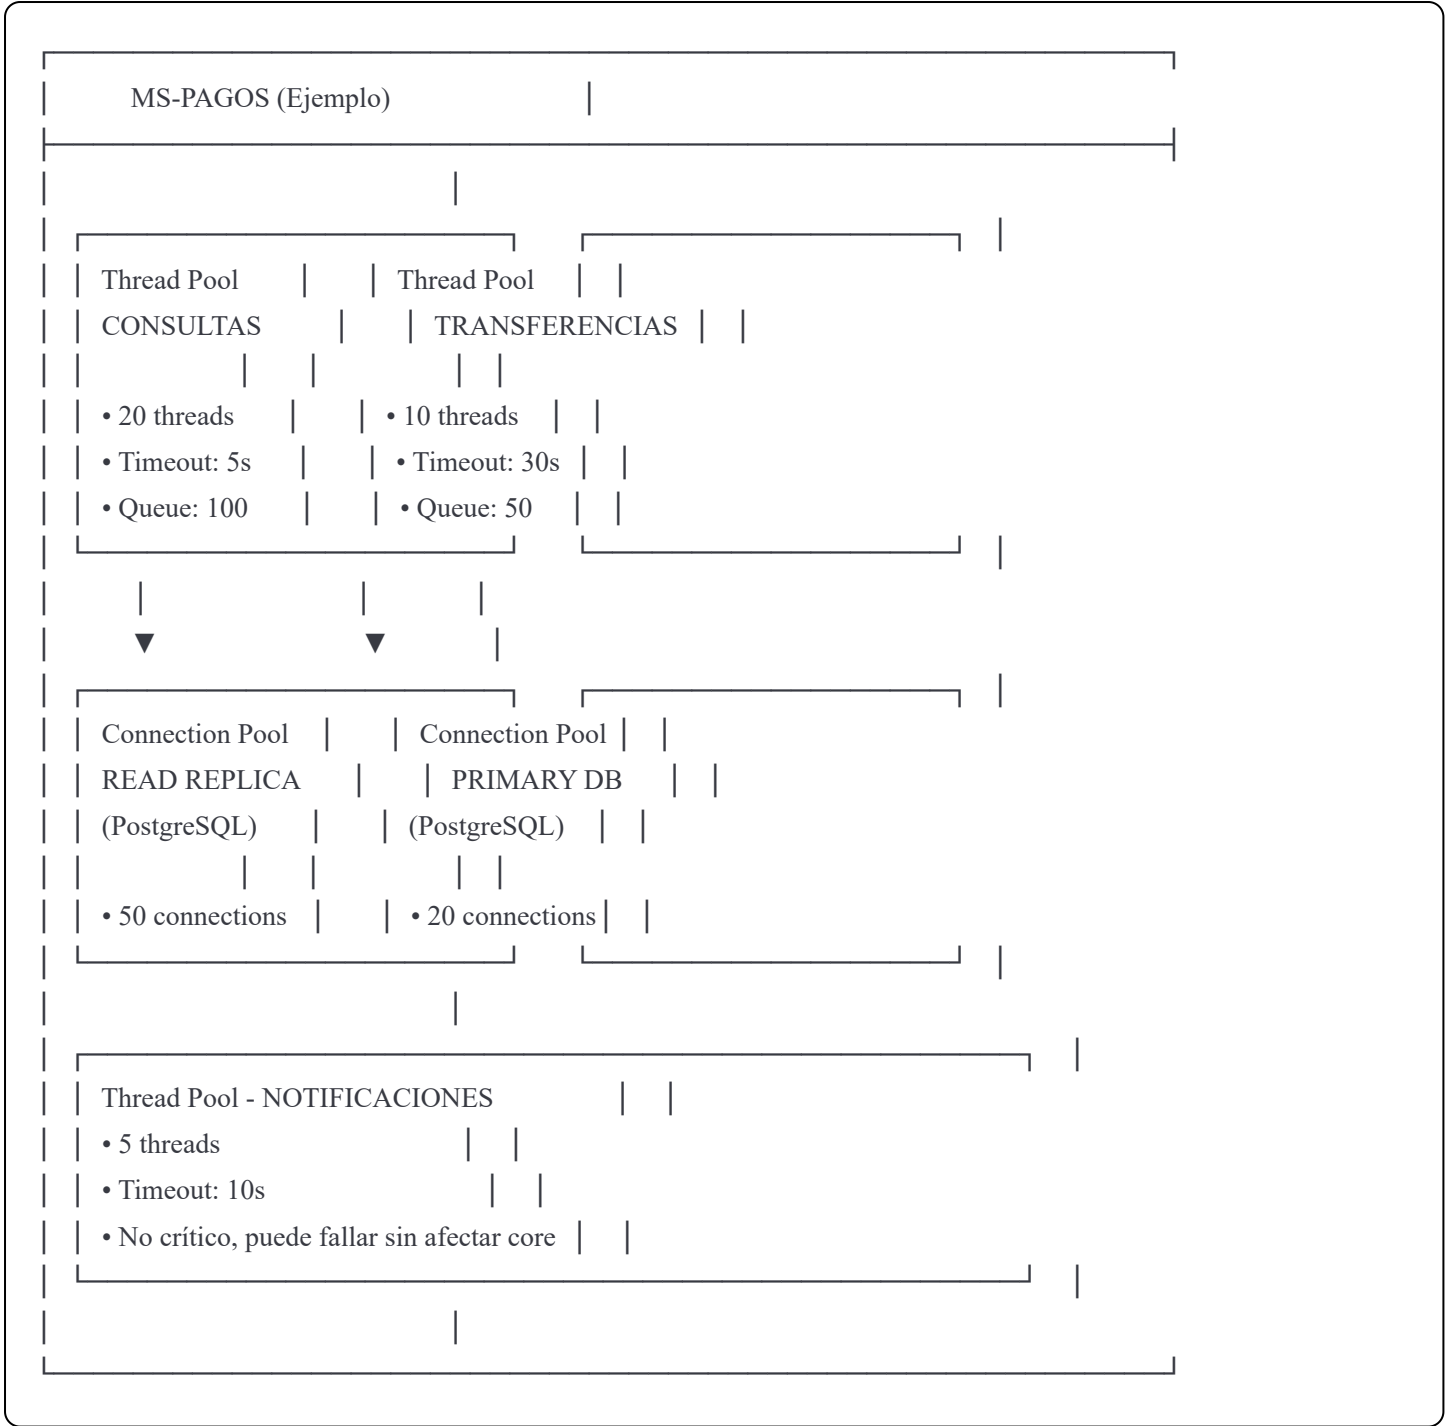 MS-PAGOS (Ejemplo)
Thread Pool Thread Pool
CONSULTAS TRANSFERENCIAS
• 20 threads • 10 threads
• Timeout: 5s • Timeout: 30s
• Queue: 100 • Queue: 50
▼ ▼
Connection Pool Connection Pool
READ REPLICA PRIMARY DB
(PostgreSQL) (PostgreSQL)
• 50 connections • 20 connections
Thread Pool - NOTIFICACIONES
• 5 threads
• Timeout: 10s
• No crítico, puede fallar sin afectar core